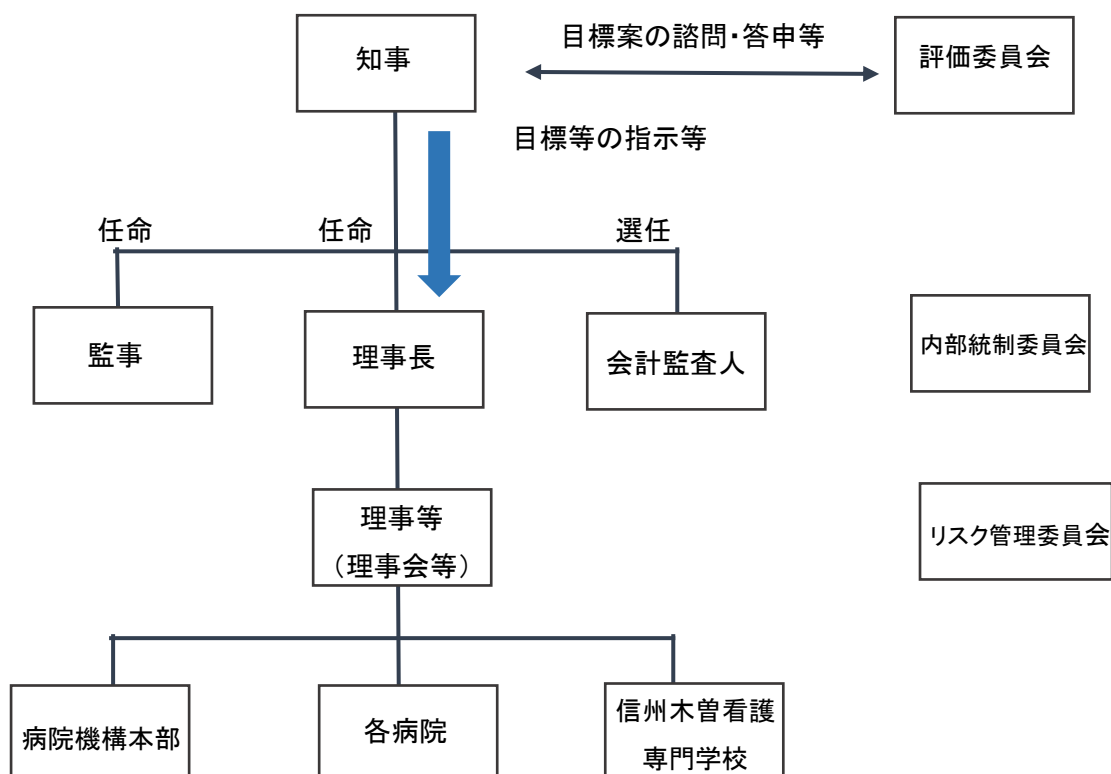 知事
目標案の諮問・答申等
評価委員会
目標等の指示等
任命
任命
選任
監事
理事長
会計監査人
内部統制委員会
理事等
（理事会等）
リスク管理委員会
病院機構本部
各病院
信州木曽看護
専門学校